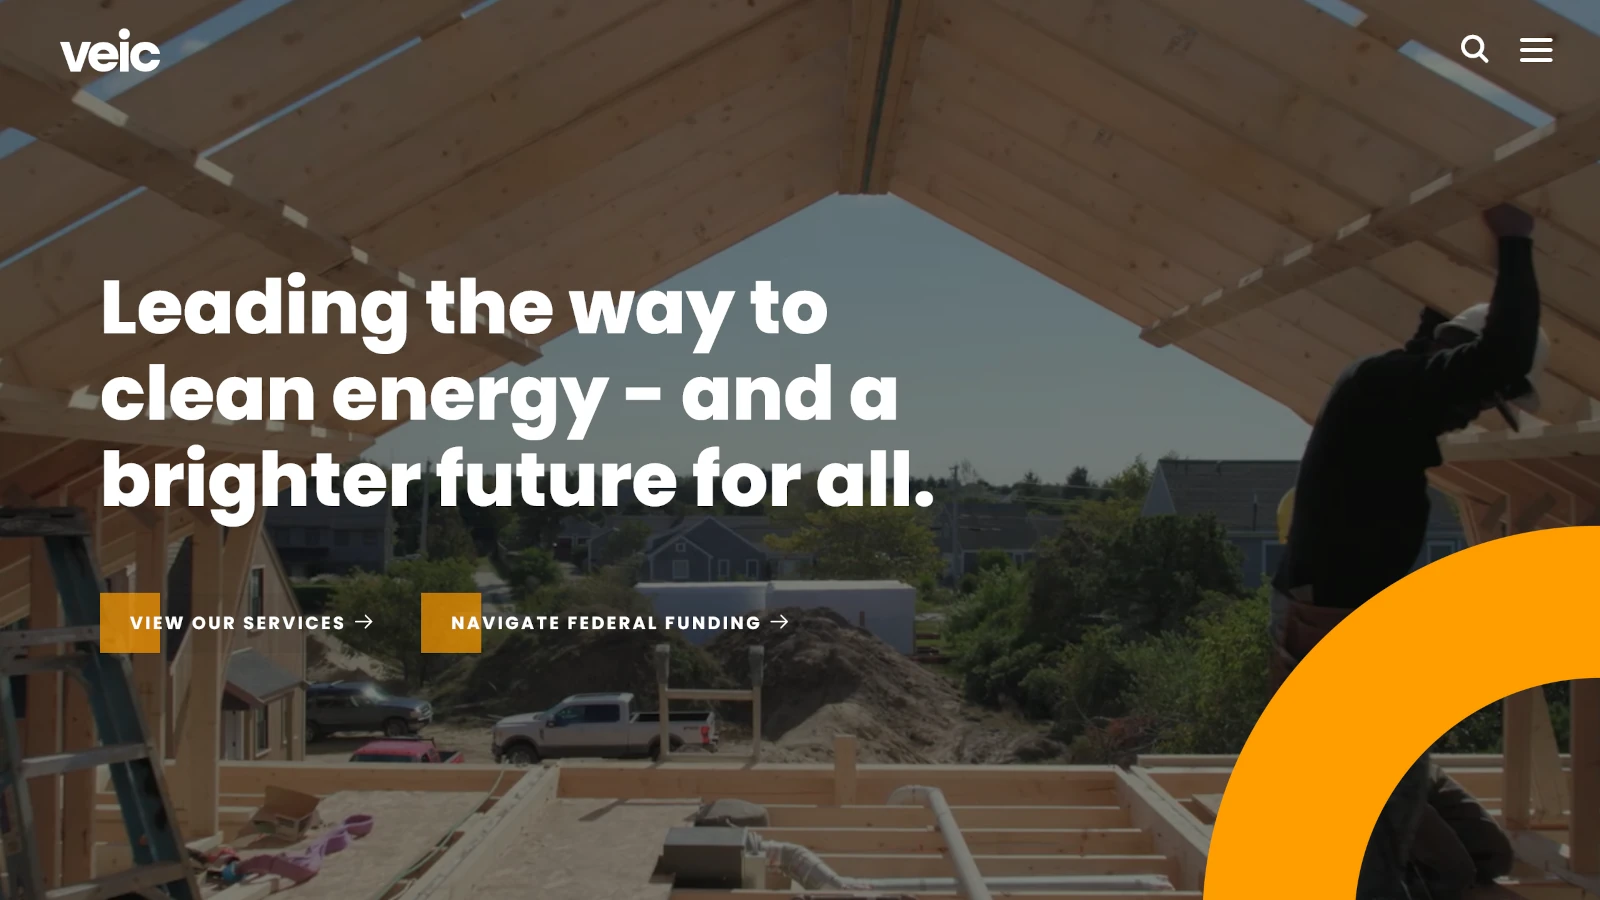 veic
Leading the way to
clean energy – and a
brighter future for all.
VIEW OUR SERVICES →
NAVIGATE FEDERAL FUNDING →